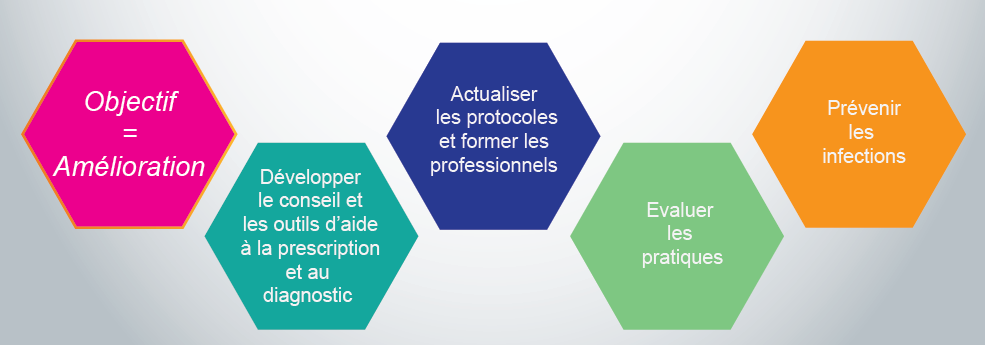 Objectif
=
Amélioration
Développer
le conseil et
les outils d'aide
à la prescription
et au
diagnostic
Actualiser
les protocoles
et former les
professionnels
Evaluer
les
pratiques
Prévenir
les
infections